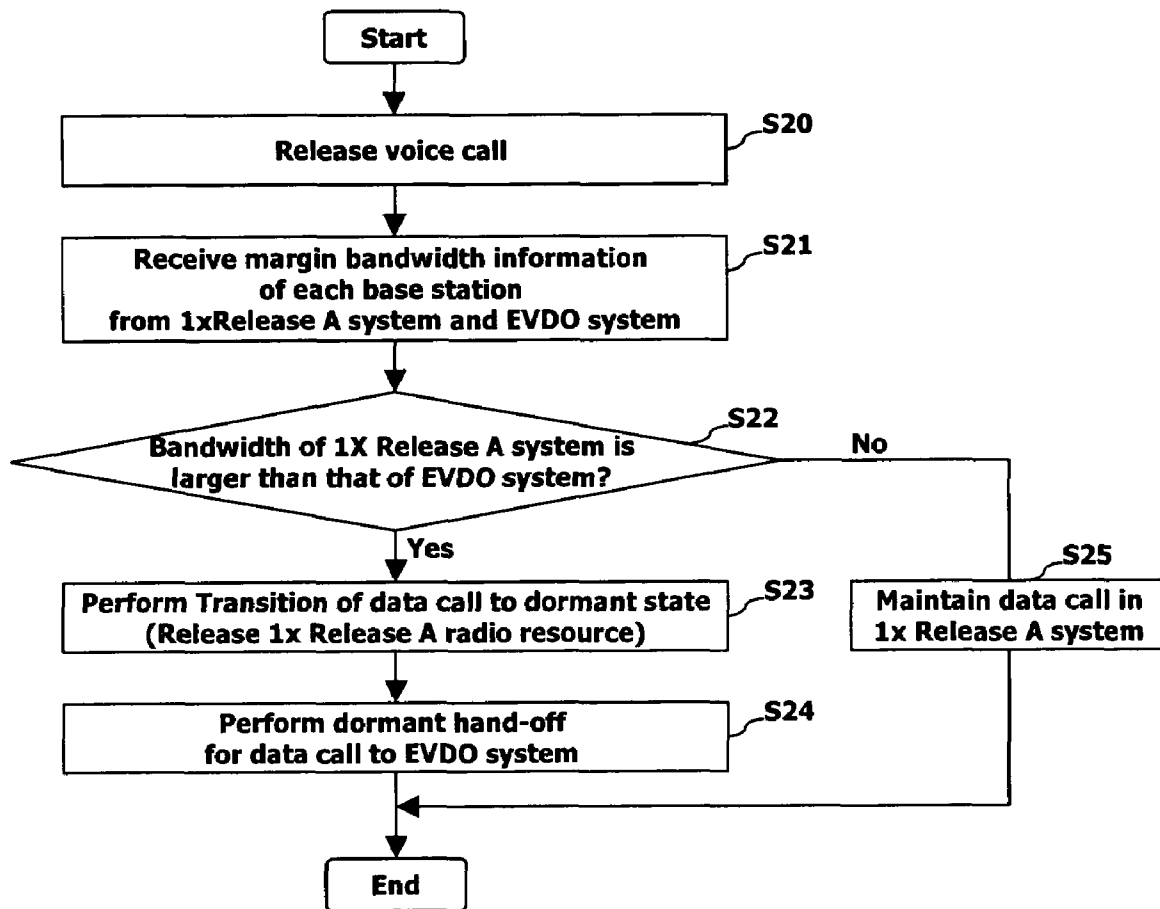 Start
S20
Release voice call
S21
Receive margin bandwidth information
of each base station
from 1xRelease A system and EVDO system
S22
Bandwidth of 1X Release A system is
larger than that of EVDO system?
No
Yes
S23
Perform Transition of data call to dormant state
(Release 1x Release A radio resource)
S25
Maintain data call in
1x Release A system
S24
Perform dormant hand-off
for data call to EVDO system
End